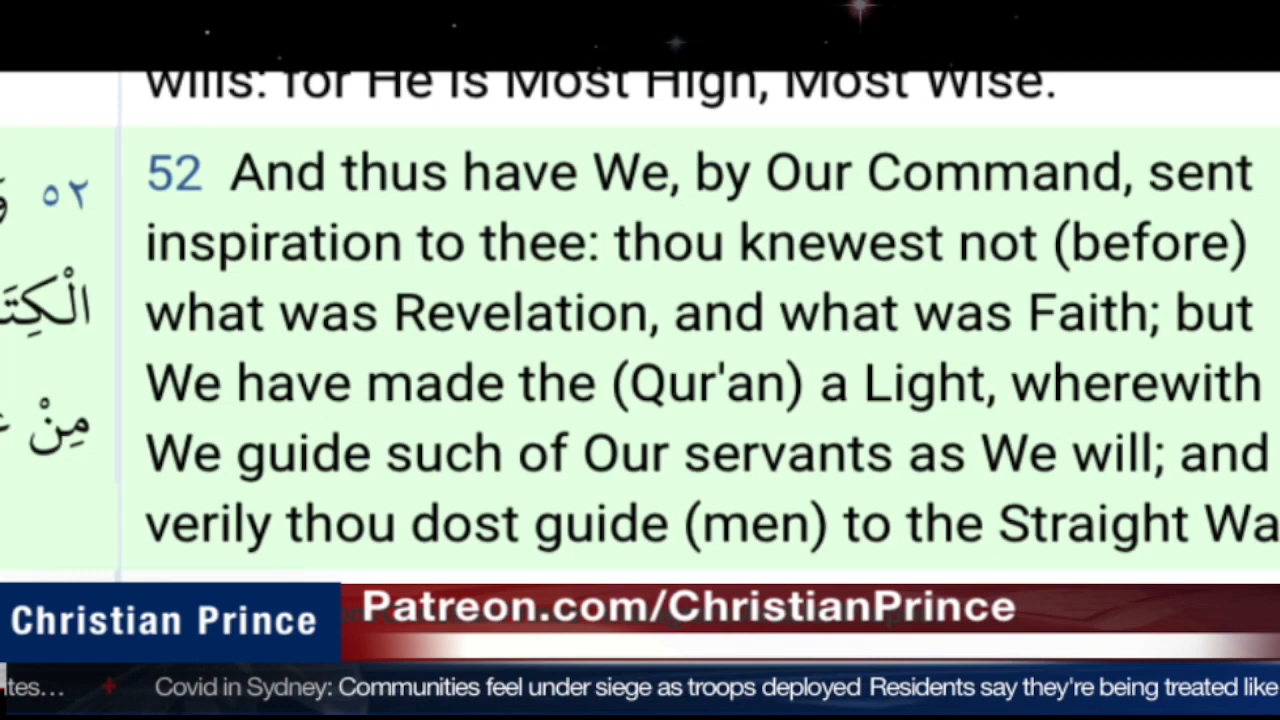 wills: for He is Most High, Most Wise.
52 And thus have We, by Our Command, sent
inspiration to thee: thou knewest not (before)
what was Revelation, and what was Faith; but
We have made the (Qur'an) a Light, wherewith
We guide such of Our servants as We will; and
verily thou dost guide (men) to the Straight Wa
٥٢
مِنْ
Christian Prince
Patreon.com/ChristianPrince
tes… Covid in Sydney: Communities feel under siege as troops deployed Residents say they're being treated like